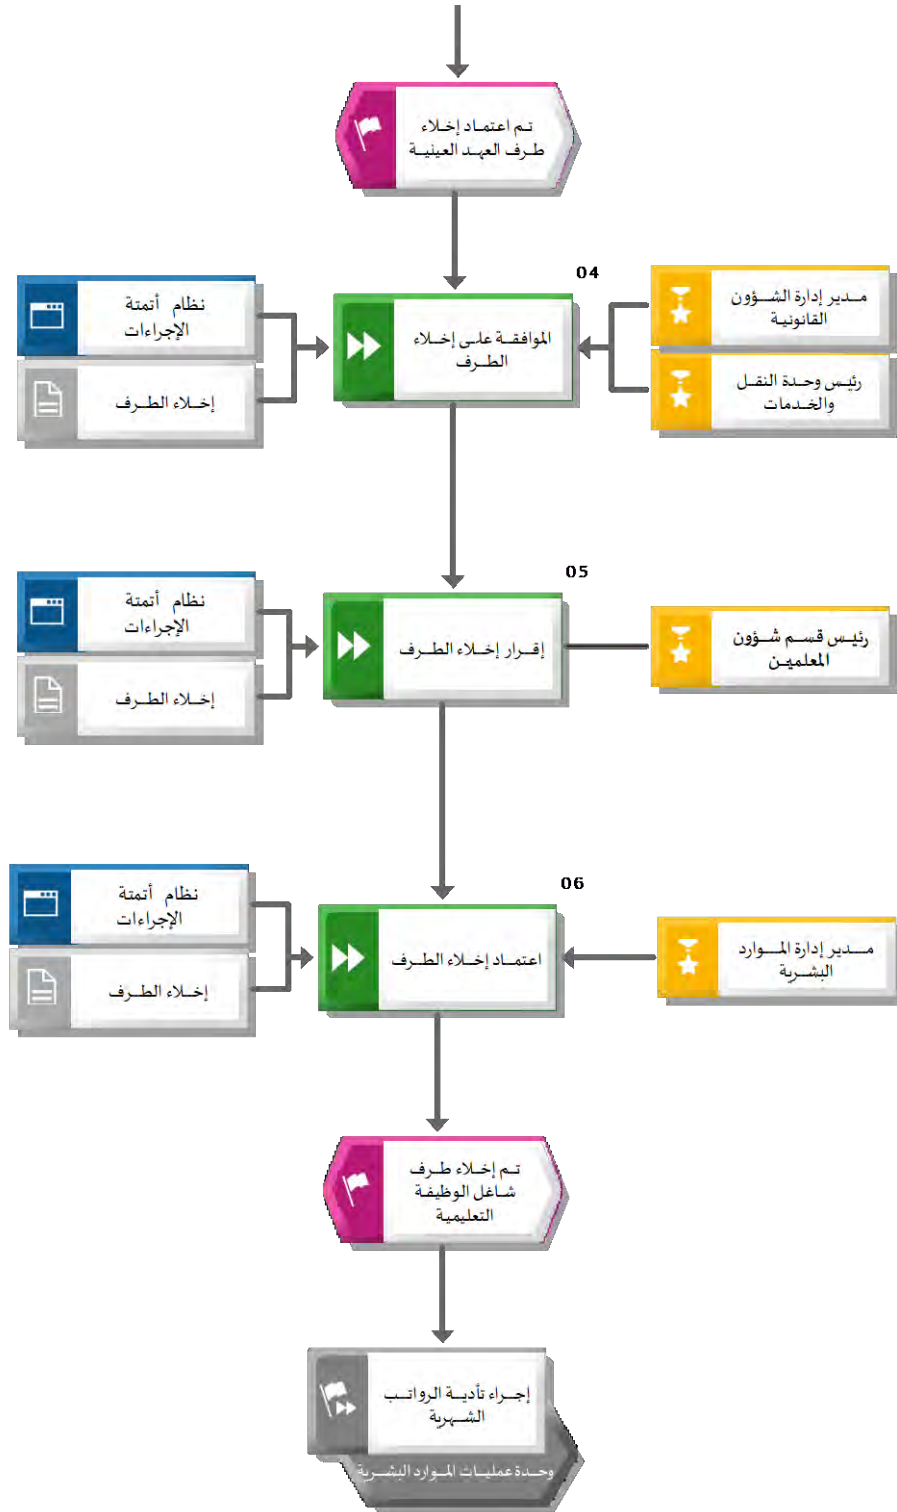 تم اعتماد إخلاء
طرف العهد العينية
04
مدير إدارة الشؤون
القانونية
رئيس وحدة النقل
والخدمات
الموافقة على إخلاء
الطرف
نظام أتمتة
الإجراءات
إخلاء الطرف
05
رئيس قسم شؤون
المعلمين
إقرار إخلاء الطرف
نظام أتمتة
الإجراءات
إخلاء الطرف
06
مدير إدارة الموارد
البشرية
اعتماد إخلاء الطرف
نظام أتمتة
الإجراءات
إخلاء الطرف
تم إخلاء طرف
شاغل الوظيفة
التعليمية
إجراء تأدية الرواتب
الشهرية
وحدة عمليات الموارد البشرية